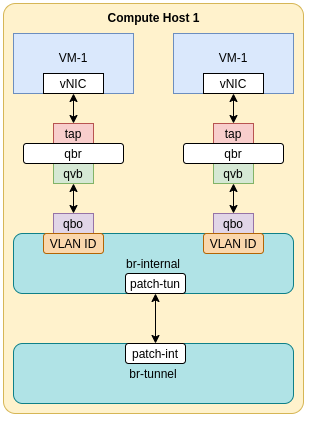 Compute Host 1
VM-1
VM-1
vNIC
vNIC
tap
tap
qbr
qbr
qvb
qvb
qbo
qbo
VLAN ID
VLAN ID
br-internal
patch-tun
patch-int
br-tunnel